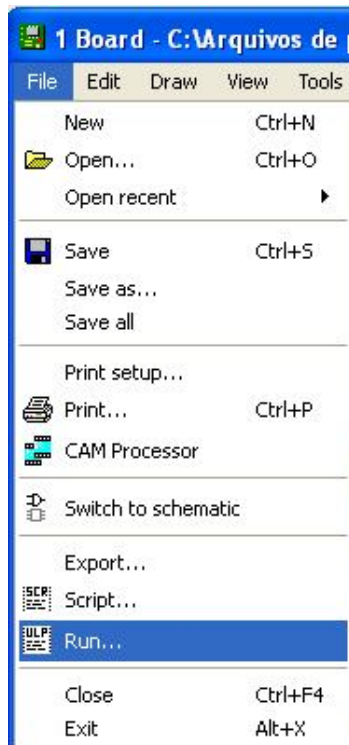 1 Board - C:\Arquivos de
File Edit Draw View Tools
New Ctrl+N
Open... Ctrl+O
Open recent
Save Ctrl+S
Save as...
Save all
Print setup...
Print... Ctrl+P
CAM Processor
Switch to schematic
Export...
SCR Script...
ULP Run...
Close Ctrl+F4
Exit Alt+X